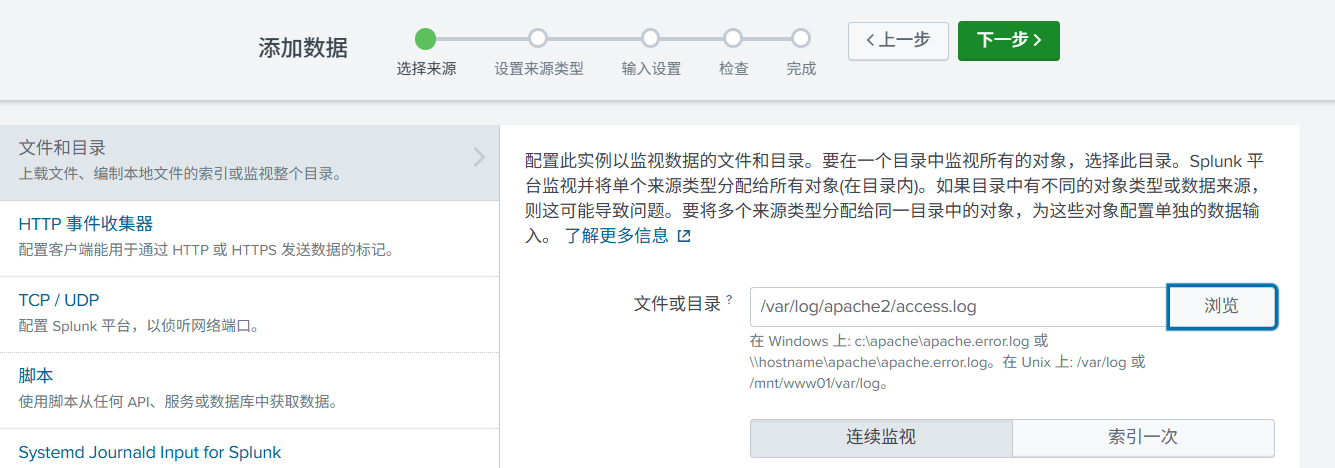 添加数据
选择来源
设置来源类型
输入设置
检查
完成
上一步
下一步
文件和目录
上载文件、编制本地文件的索引或监视整个目录。
HTTP 事件收集器
配置客户端能用于通过 HTTP 或 HTTPS 发送数据的标记。
TCP / UDP
配置 Splunk 平台，以侦听网络端口。
脚本
使用脚本从任何 API、服务或数据库中获取数据。
Systemd Journald Input for Splunk
配置此实例以监视数据的文件和目录。要在一个目录中监视所有的对象，选择此目录。Splunk 平
台监视并将单个来源类型分配给所有对象(在目录内)。如果目录中有不同的对象类型或数据来源，
则这可能导致问题。要将多个来源类型分配给同一目录中的对象，为这些对象配置单独的数据输
入。 了解更多信息
文件或目录 ?
/var/log/apache2/access.log
浏览
在 Windows 上: c:\apache\apache.error.log 或
\\hostname\apache\apache.error.log。在 Unix 上: /var/log 或
/mnt/www01/var/log。
连续监视
索引一次